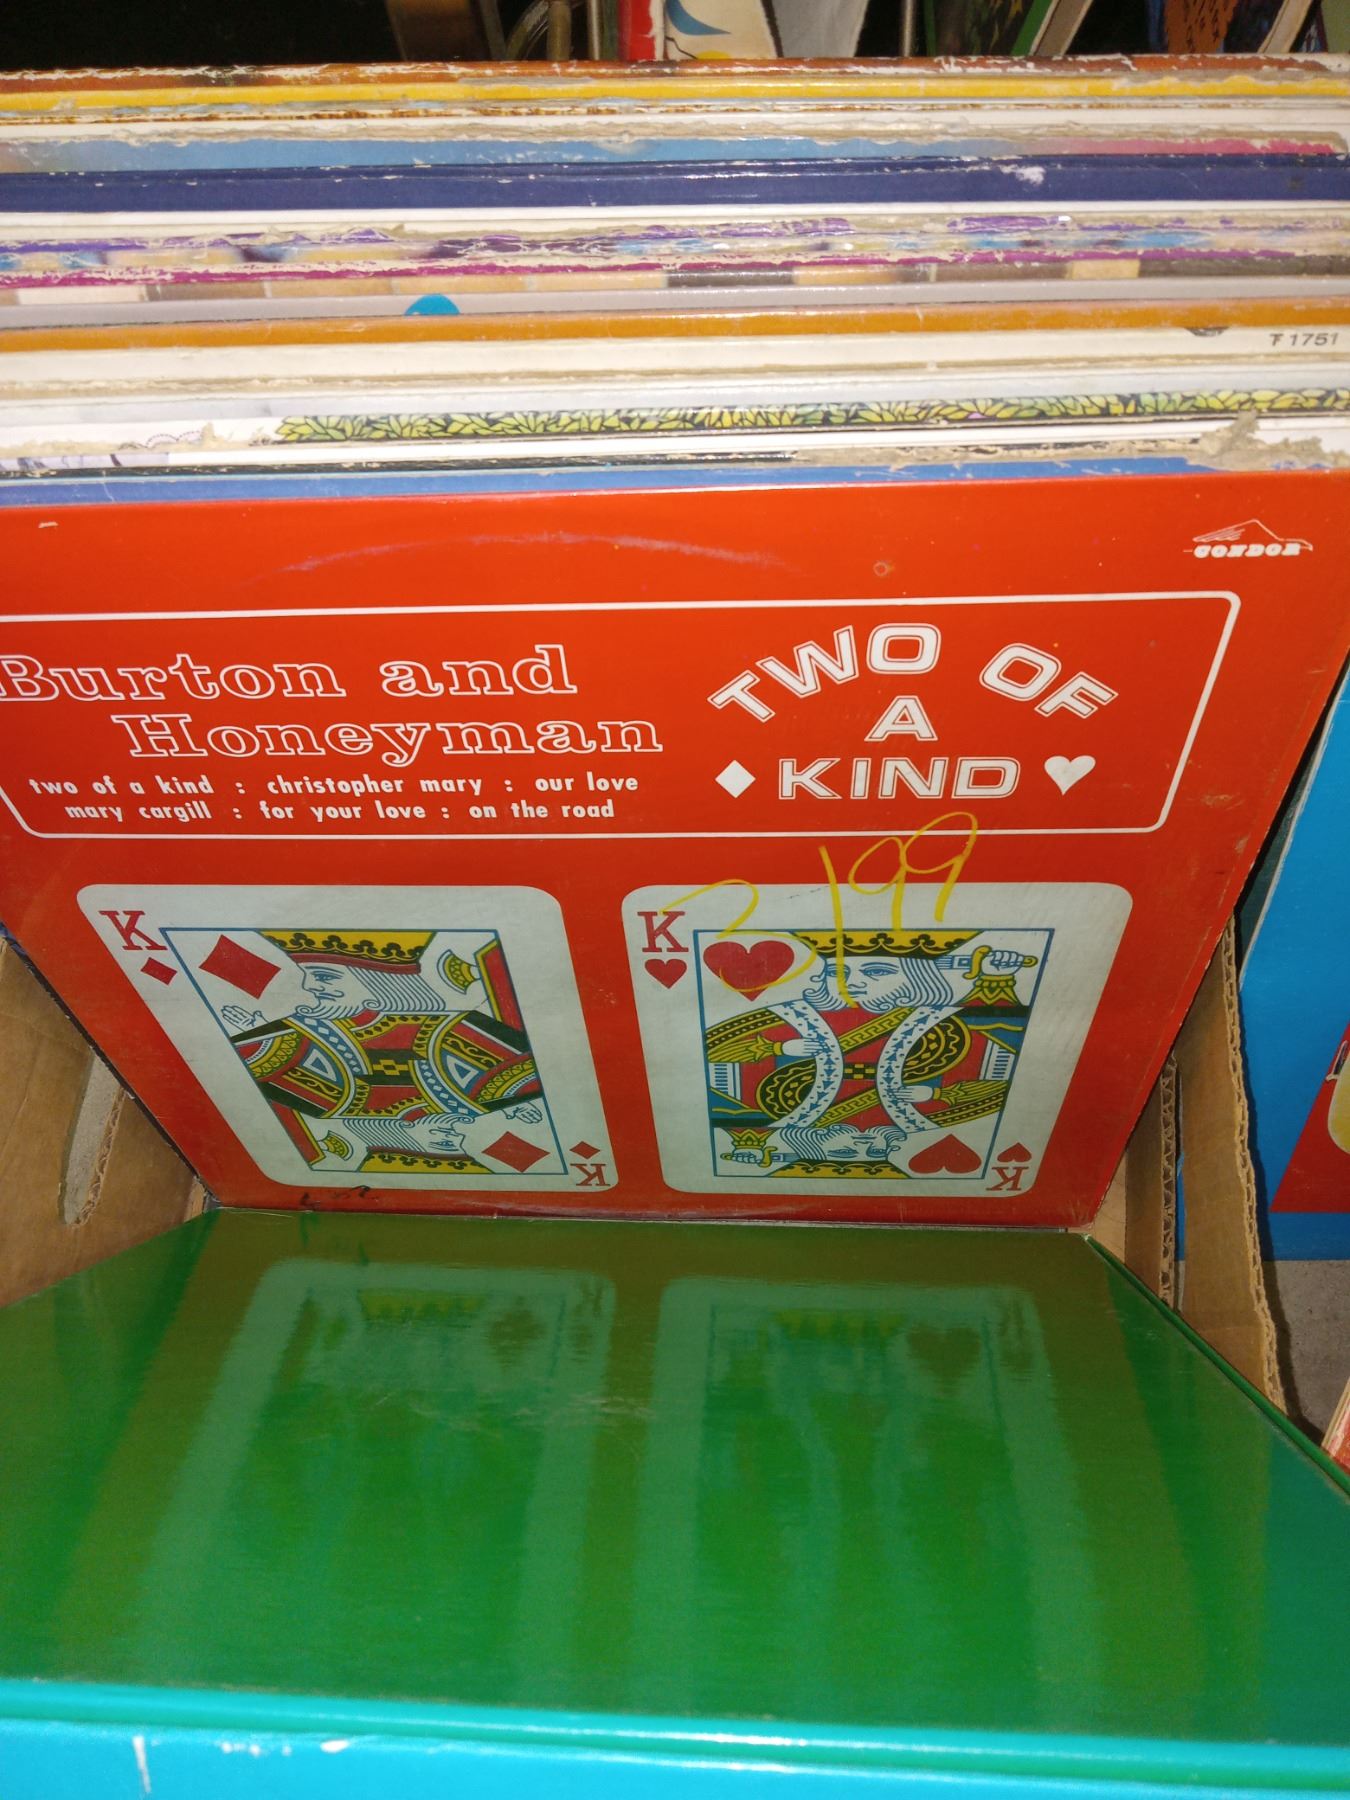 T 1751
CONDOR
Burton and
Honeyman
TWO OF
A
KIND
two of a kind : christopher mary : our love
mary cargill : for your love : on the road
3/99
K
K
K
K